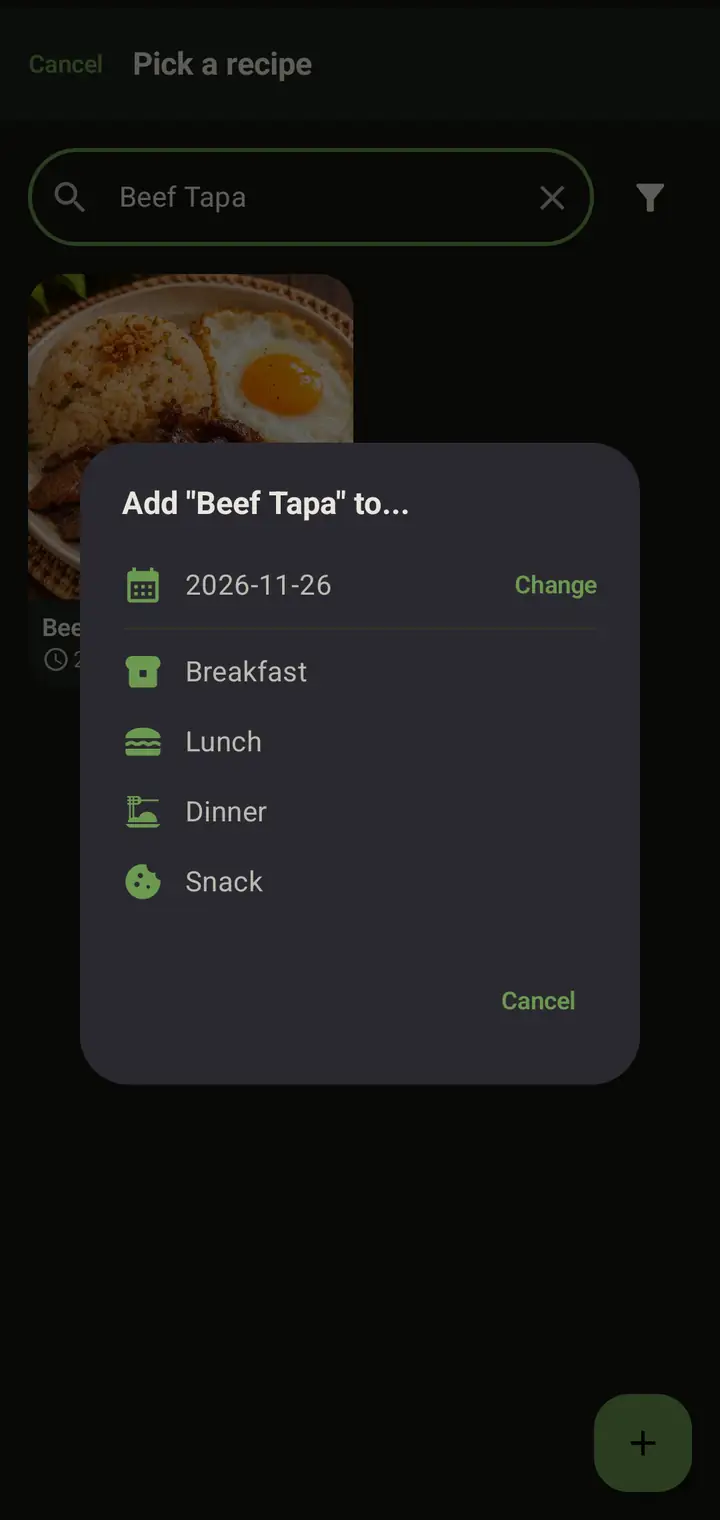 Cancel Pick a recipe
Beef Tapa
Add "Beef Tapa" to...
2026-11-26 Change
Breakfast
Lunch
Dinner
Snack
Cancel